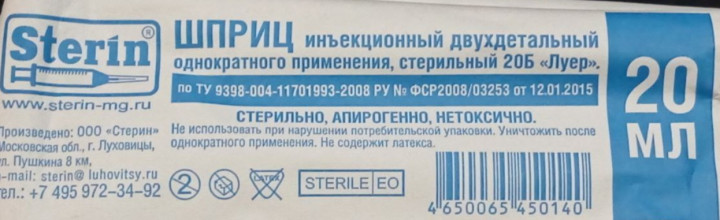 Sterin®
www.sterin-mg.ru
Произведено: ООО «Стерин»
Московская обл., г. Луховицы,
ул. Пушкина 8 км,
e-mail: sterin@luhovitsy.ru
тел.: +7 495 972-34-92
ШПРИЦ инъекционный двухдетальный
однократного применения, стерильный 20Б «Луер».
по ТУ 9398-004-11701993-2008 РУ № ФСР2008/03253 от 12.01.2015
СТЕРИЛЬНО, АПИРОГЕННО, НЕТОКСИЧНО.
Не использовать при нарушении потребительской упаковки. Уничтожить после
однократного применения. Не содержит латекса.
2
LATEX
STERILE EO
4650065450140
20
МЛ